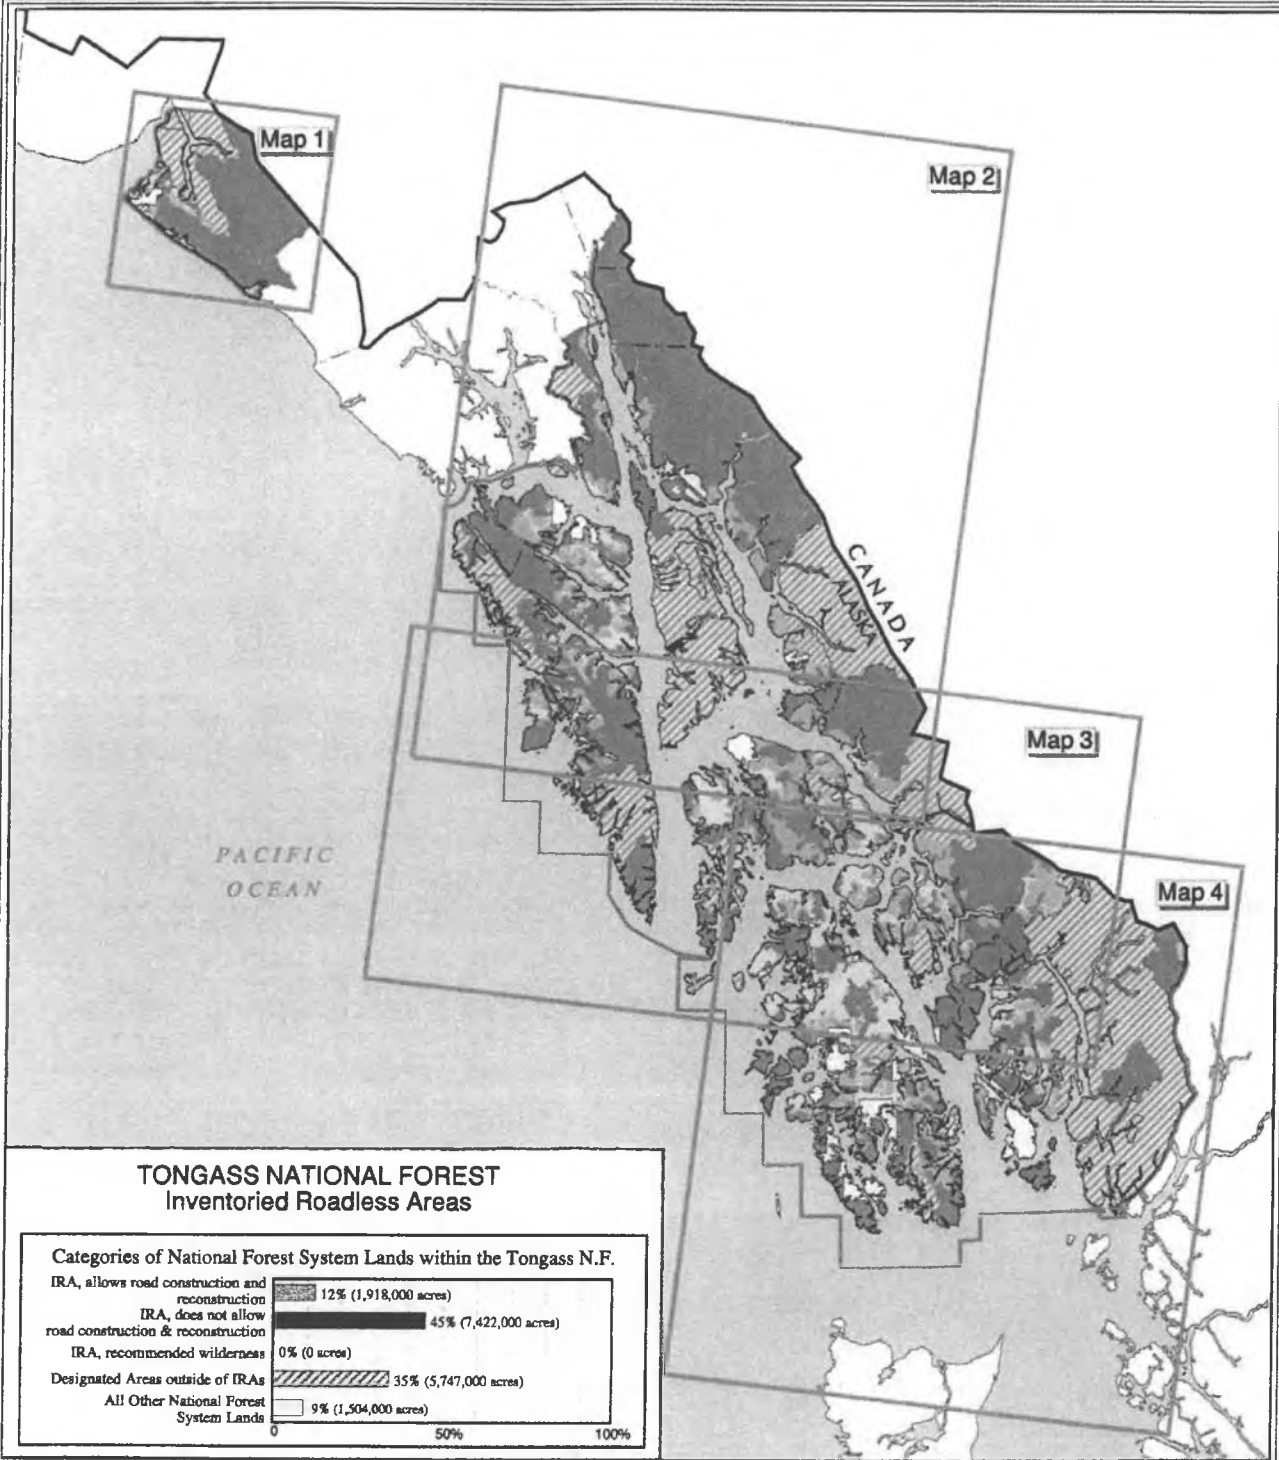 Map 1
Map 2
CANADA
ALASKA
Map 3
PACIFIC
OCEAN
Map 4
TONGASS NATIONAL FOREST
Inventoried Roadless Areas
Categories of National Forest System Lands within the Tongass N.F.
IRA, allows road construction and
reconstruction 12% (1,918,000 acres)
IRA, does not allow
road construction & reconstruction 45% (7,422,000 acres)
IRA, recommended wilderness 0% (0 acres)
Designated Areas outside of IRAs 35% (5,747,000 acres)
All Other National Forest
System Lands 9% (1,504,000 acres)
0 50% 100%